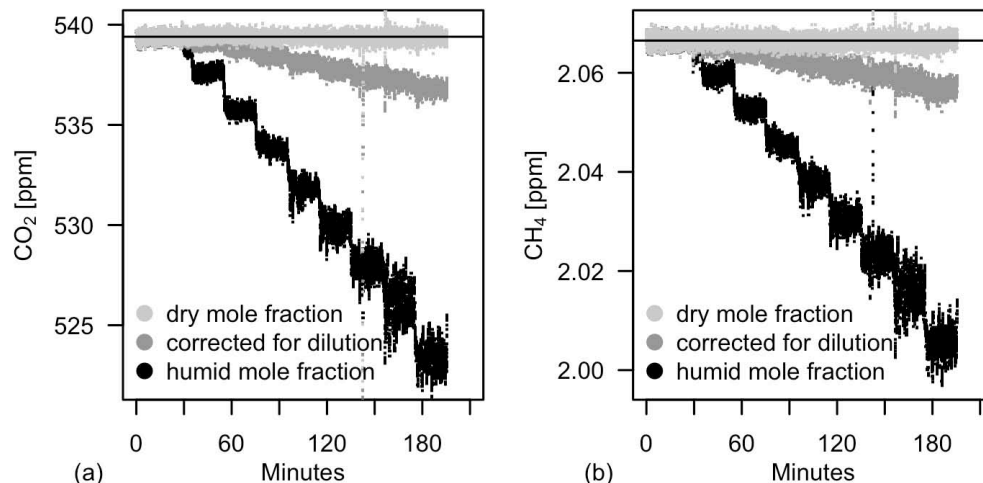 540
535
530
525
CO₂ [ppm]
dry mole fraction
corrected for dilution
humid mole fraction
0 60 120 180
(a) Minutes
2.06
2.04
2.02
2.00
CH₄ [ppm]
dry mole fraction
corrected for dilution
humid mole fraction
0 60 120 180
(b) Minutes